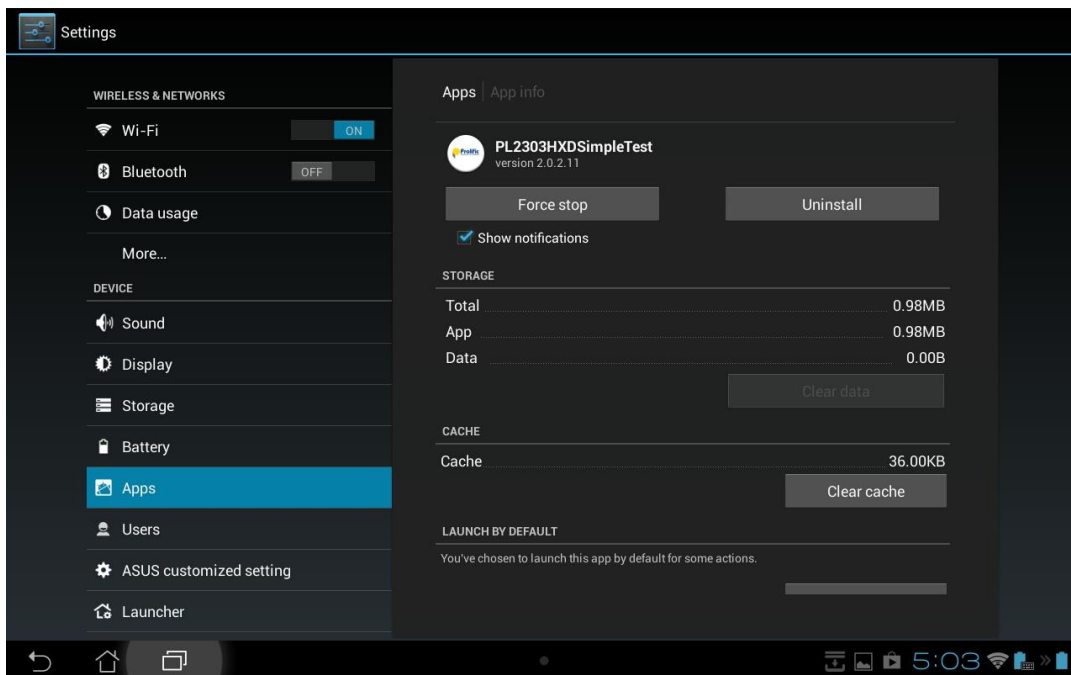 Settings
WIRELESS & NETWORKS
Wi-Fi ON
Bluetooth OFF
Data usage
More...
DEVICE
Sound
Display
Storage
Battery
Apps
Users
ASUS customized setting
Launcher
Apps App info
Prolific
PL2303HXDSimpleTest
version 2.0.2.11
Force stop Uninstall
Show notifications
STORAGE
Total 0.98MB
App 0.98MB
Data 0.00B
Clear data
CACHE
Cache 36.00KB
Clear cache
LAUNCH BY DEFAULT
You've chosen to launch this app by default for some actions.
5:03